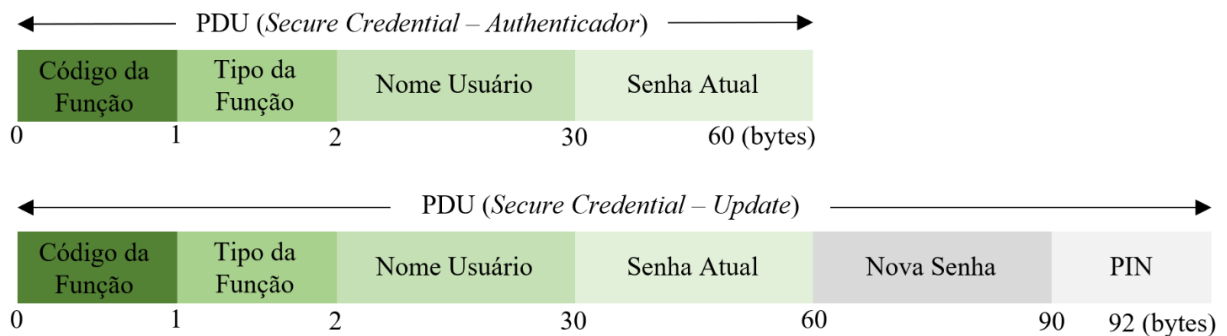 PDU (Secure Credential – Authenticador)
Código da Função
Tipo da Função
Nome Usuário
Senha Atual
0 1 2 30 60 (bytes)
PDU (Secure Credential – Update)
Código da Função
Tipo da Função
Nome Usuário
Senha Atual
Nova Senha
PIN
0 1 2 30 60 90 92 (bytes)